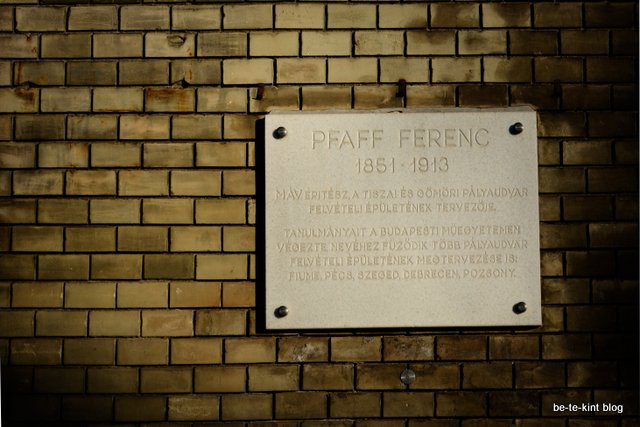 PFAFF FERENC
1851 - 1913
MÁV ÉPITÉSZ, A TISZAI ÉS GÖMÖRI PÁLYAUDVAR
FELVÉTELI ÉPÜLETÉNEK TERVEZŐJE.
TANULMÁNYAIT A BUDAPESTI MŰEGYETEMEN
VÉGEZTE. NEVÉHEZ FŰZŐDIK TÖBB PÁLYAUDVAR
FELVÉTELI ÉPÜLETÉNEK MEGTERVEZÉSE IS:
FIUME, PÉCS, SZEGED, DEBRECEN, POZSONY.
be-te-kint blog